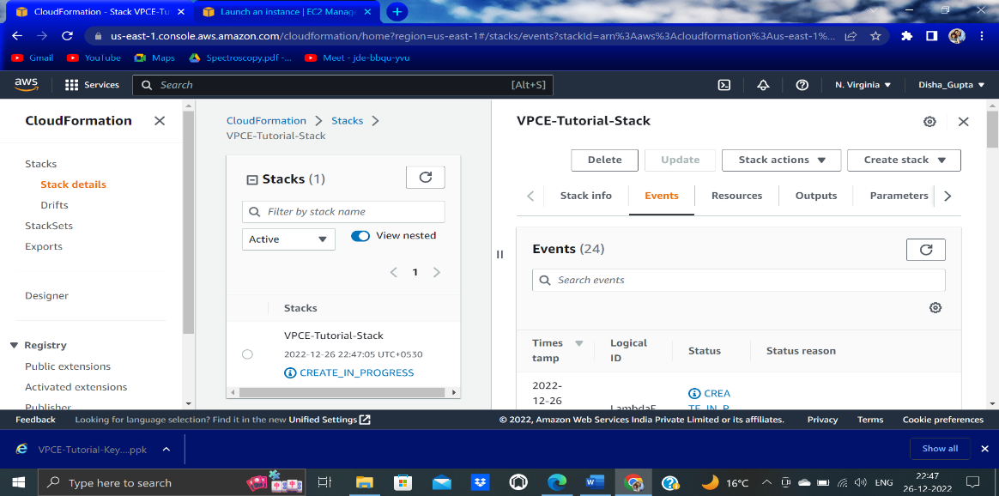 CloudFormation - Stack VPCE-Tu
Launch an instance | EC2 Manage
us-east-1.console.aws.amazon.com/cloudformation/home?region=us-east-1#/stacks/events?stackId=arn%3Aaws%3Acloudformation%3Aus-east-1%...
Gmail
YouTube
Maps
Spectroscopy.pdf -...
Meet - jde-bbqu-yvu
aws
Services
Search
[Alt+S]
N. Virginia
Disha_Gupta
CloudFormation
Stacks
Stack details
Drifts
StackSets
Exports
Designer
Registry
Public extensions
Activated extensions
Publisher
CloudFormation > Stacks >
VPCE-Tutorial-Stack
Stacks (1)
Filter by stack name
Active
View nested
1
Stacks
VPCE-Tutorial-Stack
2022-12-26 22:47:05 UTC+0530
CREATE_IN_PROGRESS
VPCE-Tutorial-Stack
Delete
Update
Stack actions
Create stack
Stack info
Events
Resources
Outputs
Parameters
Events (24)
Search events
Times
tamp
Logical
ID
Status
Status reason
2022-
12-26
LambdaE
CREA
TE_IN_P
Feedback
Looking for language selection? Find it in the new Unified Settings
© 2022, Amazon Web Services India Private Limited or its affiliates.
Privacy
Terms
Cookie preferences
VPCE-Tutorial-Key....ppk
Show all
Type here to search
16°C
ENG
22:47
26-12-2022